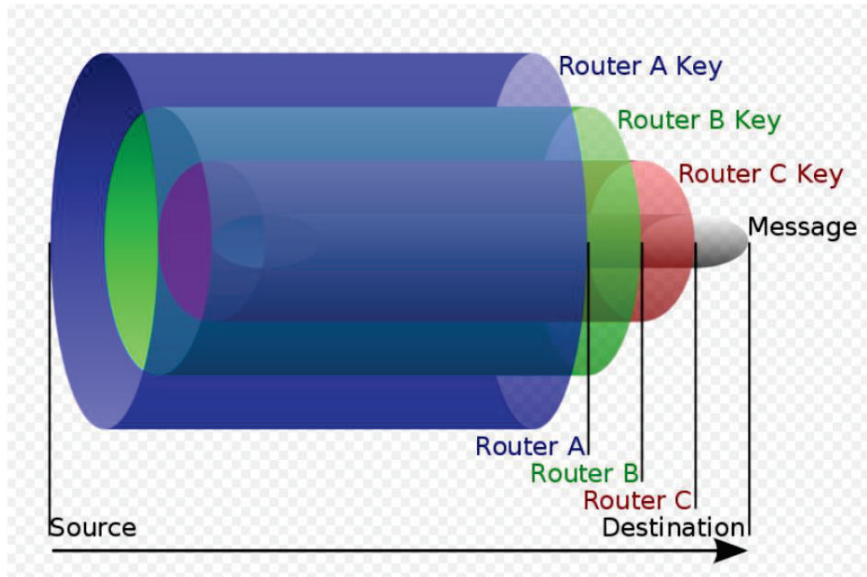 Router A Key
Router B Key
Router C Key
Message
Router A
Router B
Router C
Source
Destination